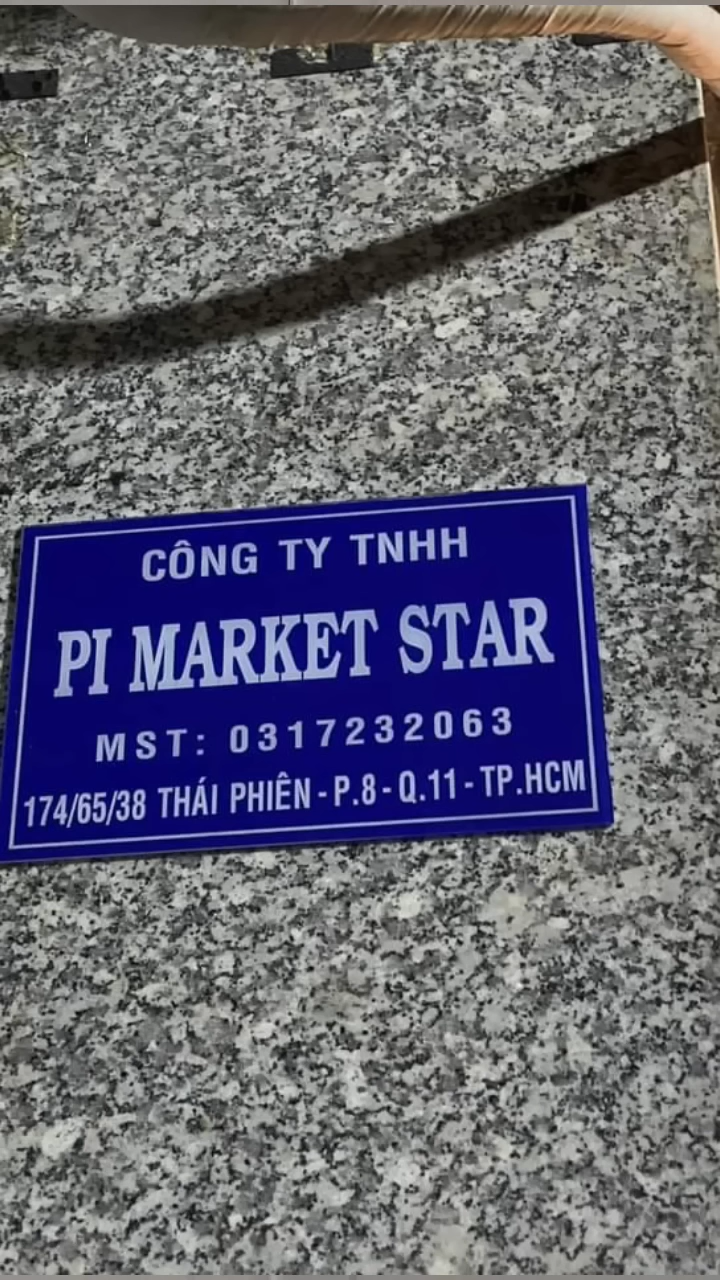 CÔNG TY TNHH
PI MARKET STAR
MST: 0317232063
174/65/38 THÁI PHIÊN - P.8 - Q.11 - TP.HCM